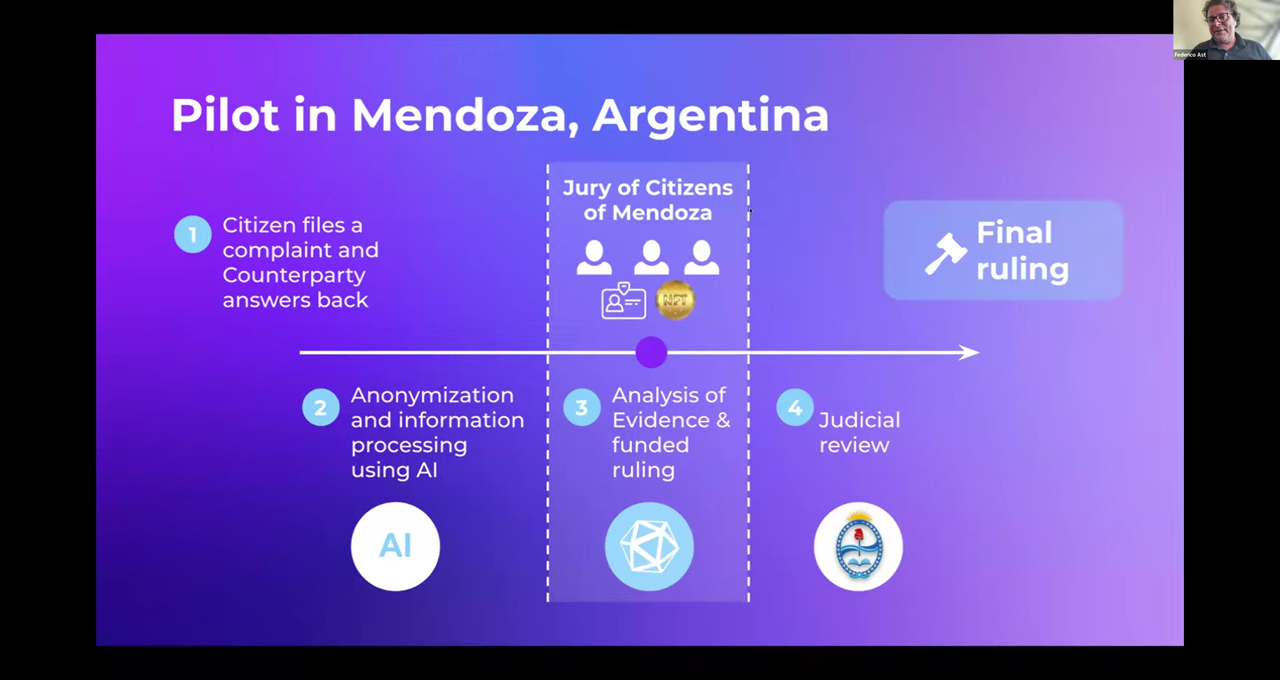 Federico Ast
Pilot in Mendoza, Argentina
1
Citizen files a
complaint and
Counterparty
answers back
Jury of Citizens
of Mendoza
NFT
Final
ruling
2
Anonymization
and information
processing
using AI
3
Analysis of
Evidence &
funded
ruling
4
Judicial
review
AI